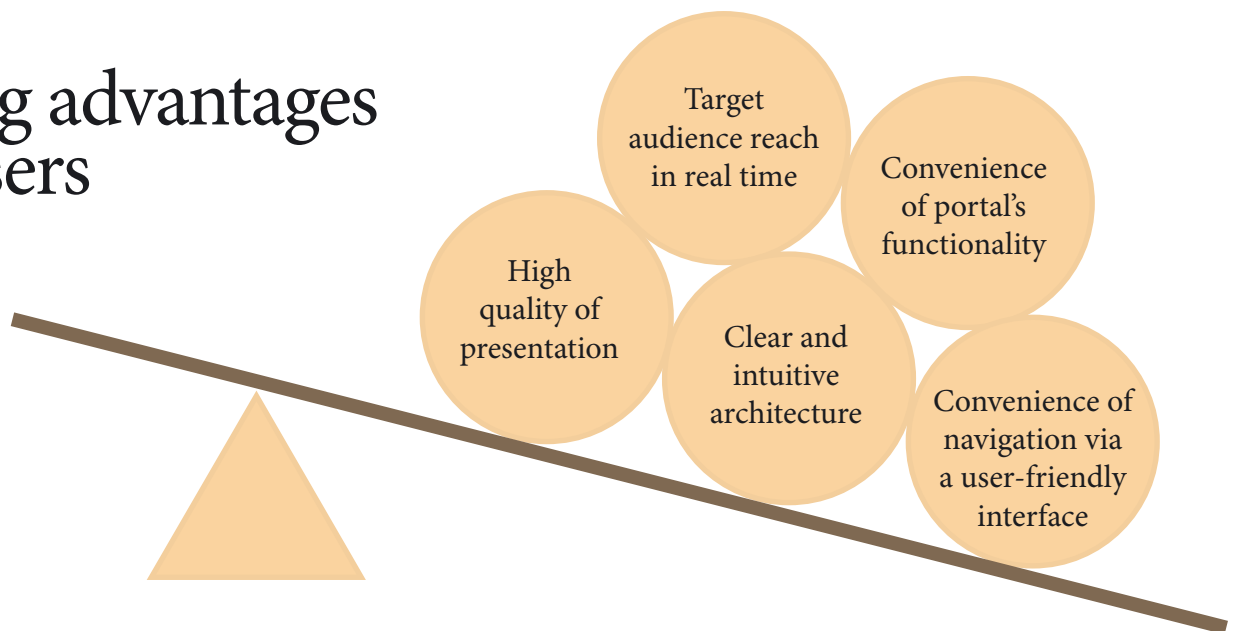 g advantages
sers
Target
audience reach
in real time
Convenience
of portal’s
functionality
High
quality of
presentation
Clear and
intuitive
architecture
Convenience of
navigation via
a user-friendly
interface